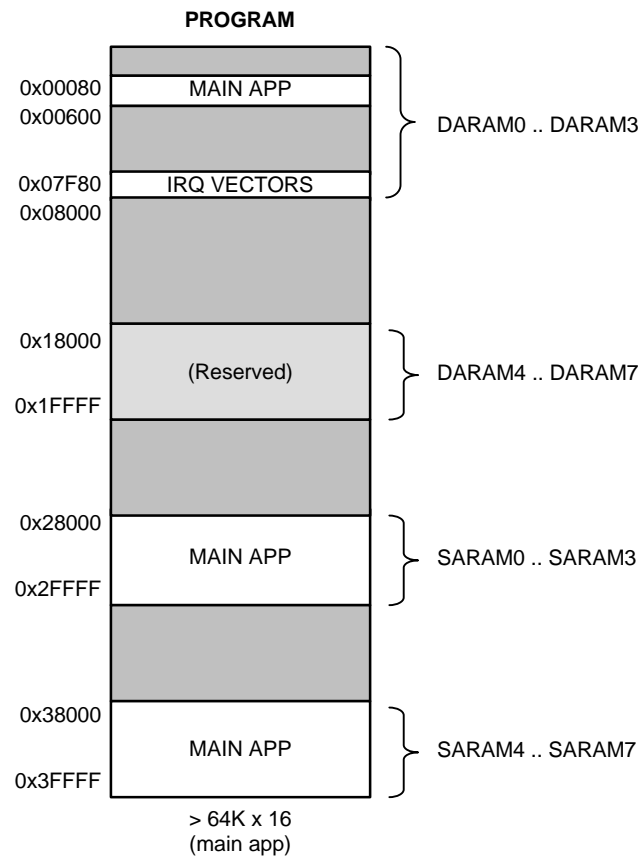 PROGRAM
0x00080
MAIN APP
0x00600
DARAM0 .. DARAM3
0x07F80
IRQ VECTORS
0x08000
0x18000
(Reserved)
DARAM4 .. DARAM7
0x1FFFF
0x28000
MAIN APP
SARAM0 .. SARAM3
0x2FFFF
0x38000
MAIN APP
SARAM4 .. SARAM7
0x3FFFF
> 64K x 16
(main app)